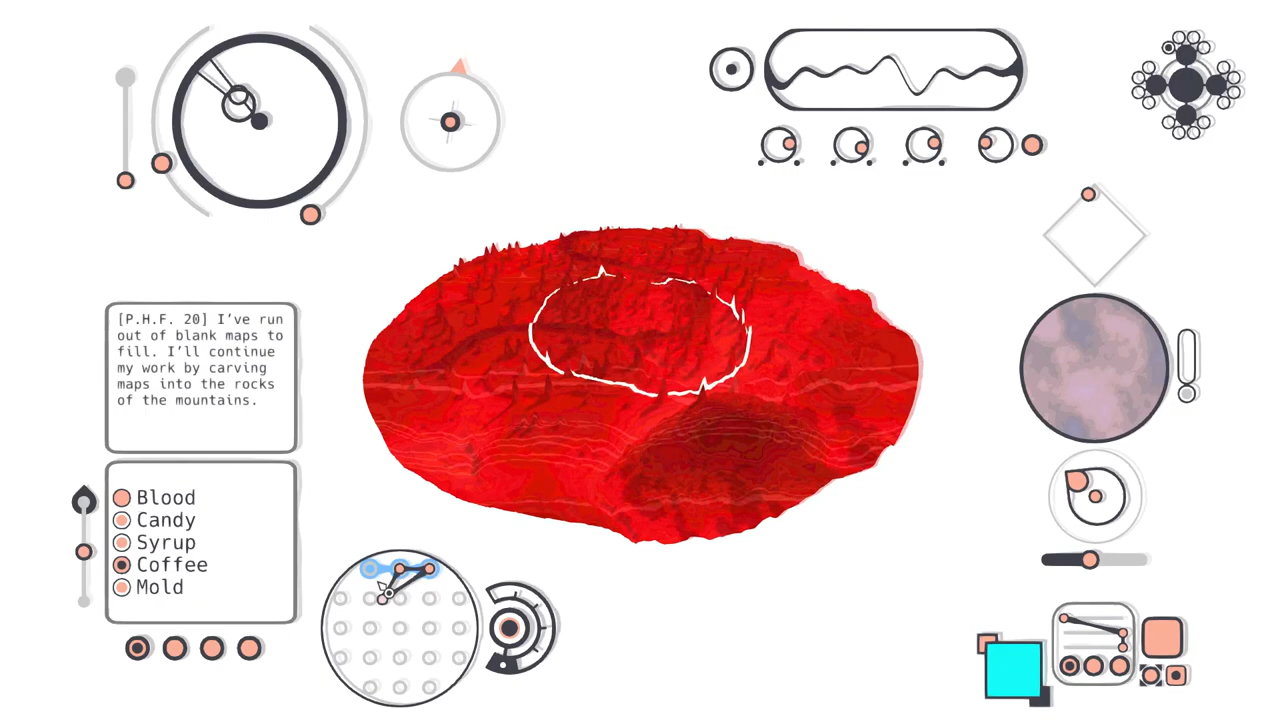 [P.H.F. 20] I've run
out of blank maps to
fill. I'll continue
my work by carving
maps into the rocks
of the mountains.
Blood
Candy
Syrup
Coffee
Mold